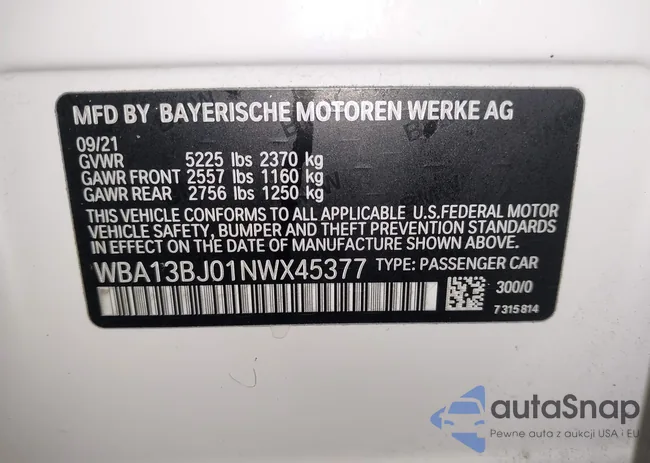 MFD BY BAYERISCHE MOTOREN WERKE AG
09/21
GVWR 5225 lbs 2370 kg
GAWR FRONT 2557 lbs 1160 kg
GAWR REAR 2756 lbs 1250 kg
THIS VEHICLE CONFORMS TO ALL APPLICABLE U.S.FEDERAL MOTOR
VEHICLE SAFETY, BUMPER AND THEFT PREVENTION STANDARDS
IN EFFECT ON THE DATE OF MANUFACTURE SHOWN ABOVE.
WBA13BJ01NWX45377 TYPE: PASSENGER CAR
300/0
7 315 814
autaSnap
Pewne auta z aukcji USA i EU